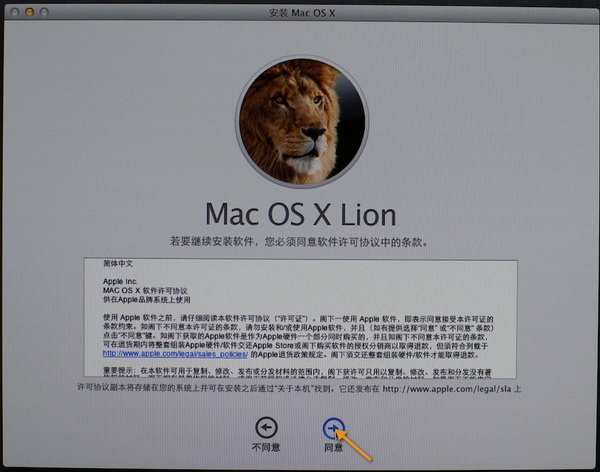 安装 Mac OS X
Mac OS X Lion
若要继续安装软件，您必须同意软件许可协议中的条款。
简体中文
Apple Inc.
MAC OS X 软件许可协议
供在Apple品牌系统上使用
使用 Apple 软件之前，请仔细阅读本软件许可协议（“许可证”）。阁下一使用 Apple 软件，即表示同意接受本许可证的
条款约束。如阁下不同意本许可证的条款，请勿安装和/或使用Apple软件，并且（如有提供选择“同意” 或“不同意” 条款）
点击“不同意”键。如阁下获取的Apple软件是作为Apple硬件一个部分同时购买的，并且如阁下不同意本许可证的条款，
可在退货期内将整套组装Apple硬件/软件交还Apple Store或阁下购买软件的授权分销商以取得退款，但须符合列载于
http://www.apple.com/legal/sales_policies/ 的Apple退货政策规定。阁下须交还整套组装硬件/软件才能取得退款。
重要提示：在本软件可用于复制、修改、发布或分发材料的范围内，阁下获许可只用以复制、修改、发布和分发没有著
许可协议副本将存储在您的系统上并可在安装之后通过“关于本机”找到。它还发布在 http://www.apple.com/legal/sla 上
不同意
同意